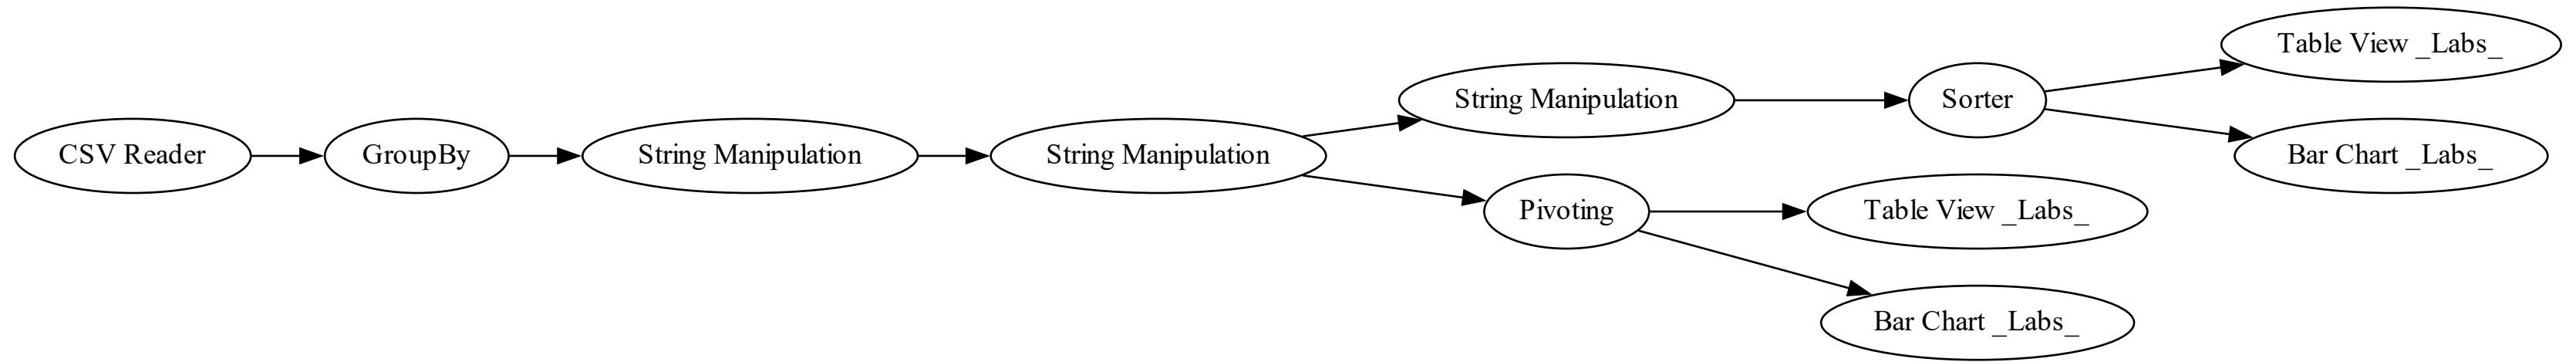 CSV Reader
GroupBy
String Manipulation
String Manipulation
String Manipulation
Sorter
Table View _Labs_
Bar Chart _Labs_
Pivoting
Table View _Labs_
Bar Chart _Labs_